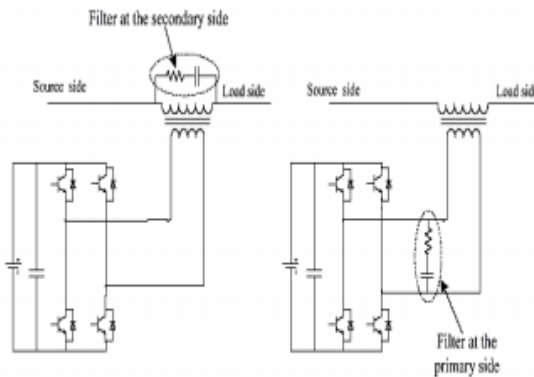 Filter at the secondary side
Source side
Load side
Source side
Load side
Filter at the
primary side